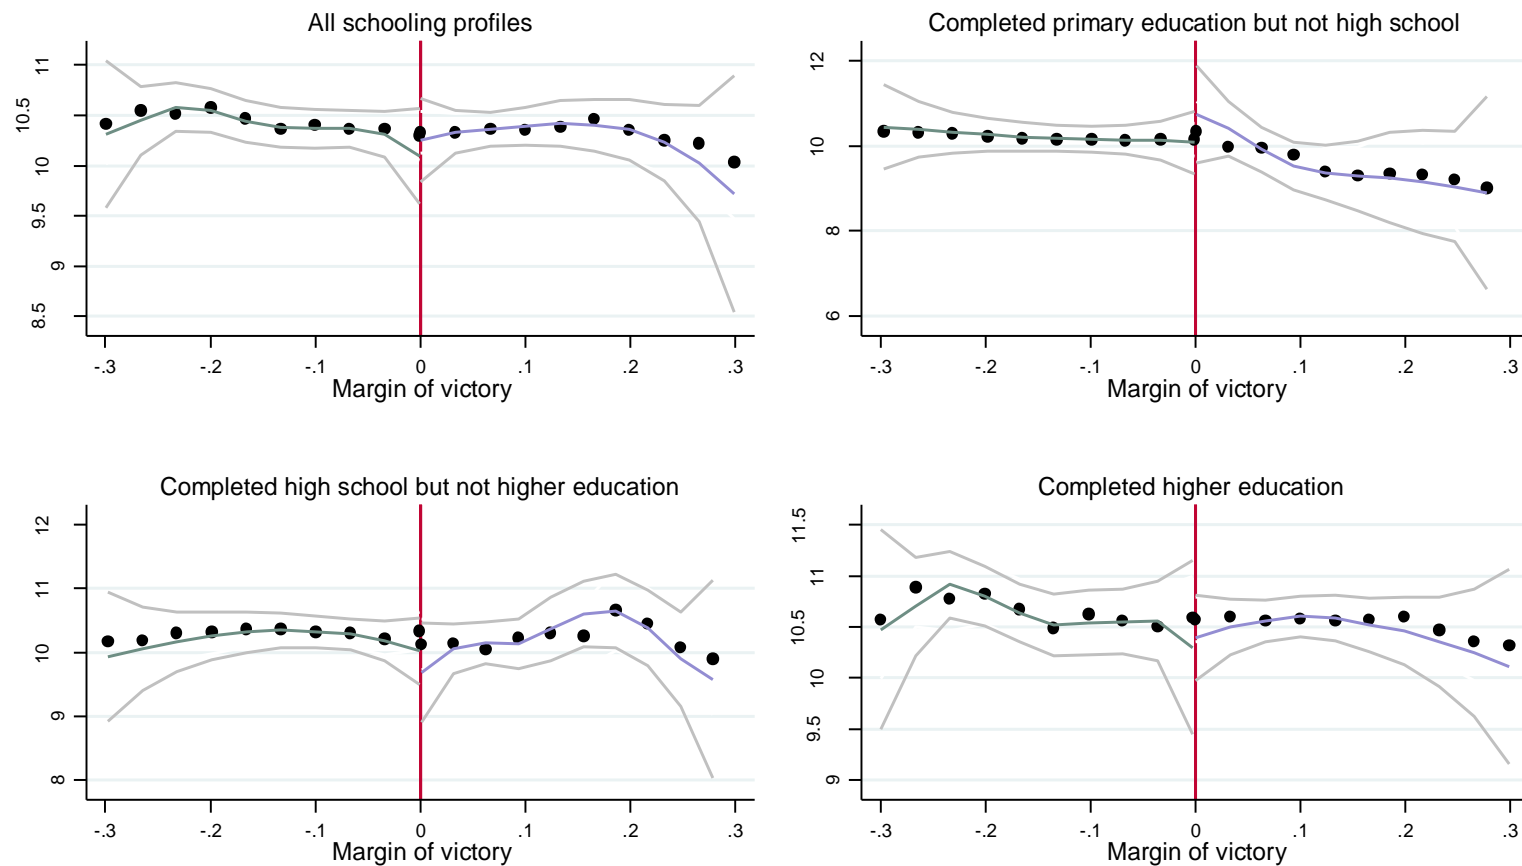 All schooling profiles
11
10.5
10
9.5
9
8.5
-.3 -.2 -.1 0 .1 .2 .3
Margin of victory
Completed primary education but not high school
12
10
8
6
-.3 -.2 -.1 0 .1 .2 .3
Margin of victory
Completed high school but not higher education
12
11
10
9
8
-.3 -.2 -.1 0 .1 .2 .3
Margin of victory
Completed higher education
11.5
11
10.5
10
9.5
9
-.3 -.2 -.1 0 .1 .2 .3
Margin of victory